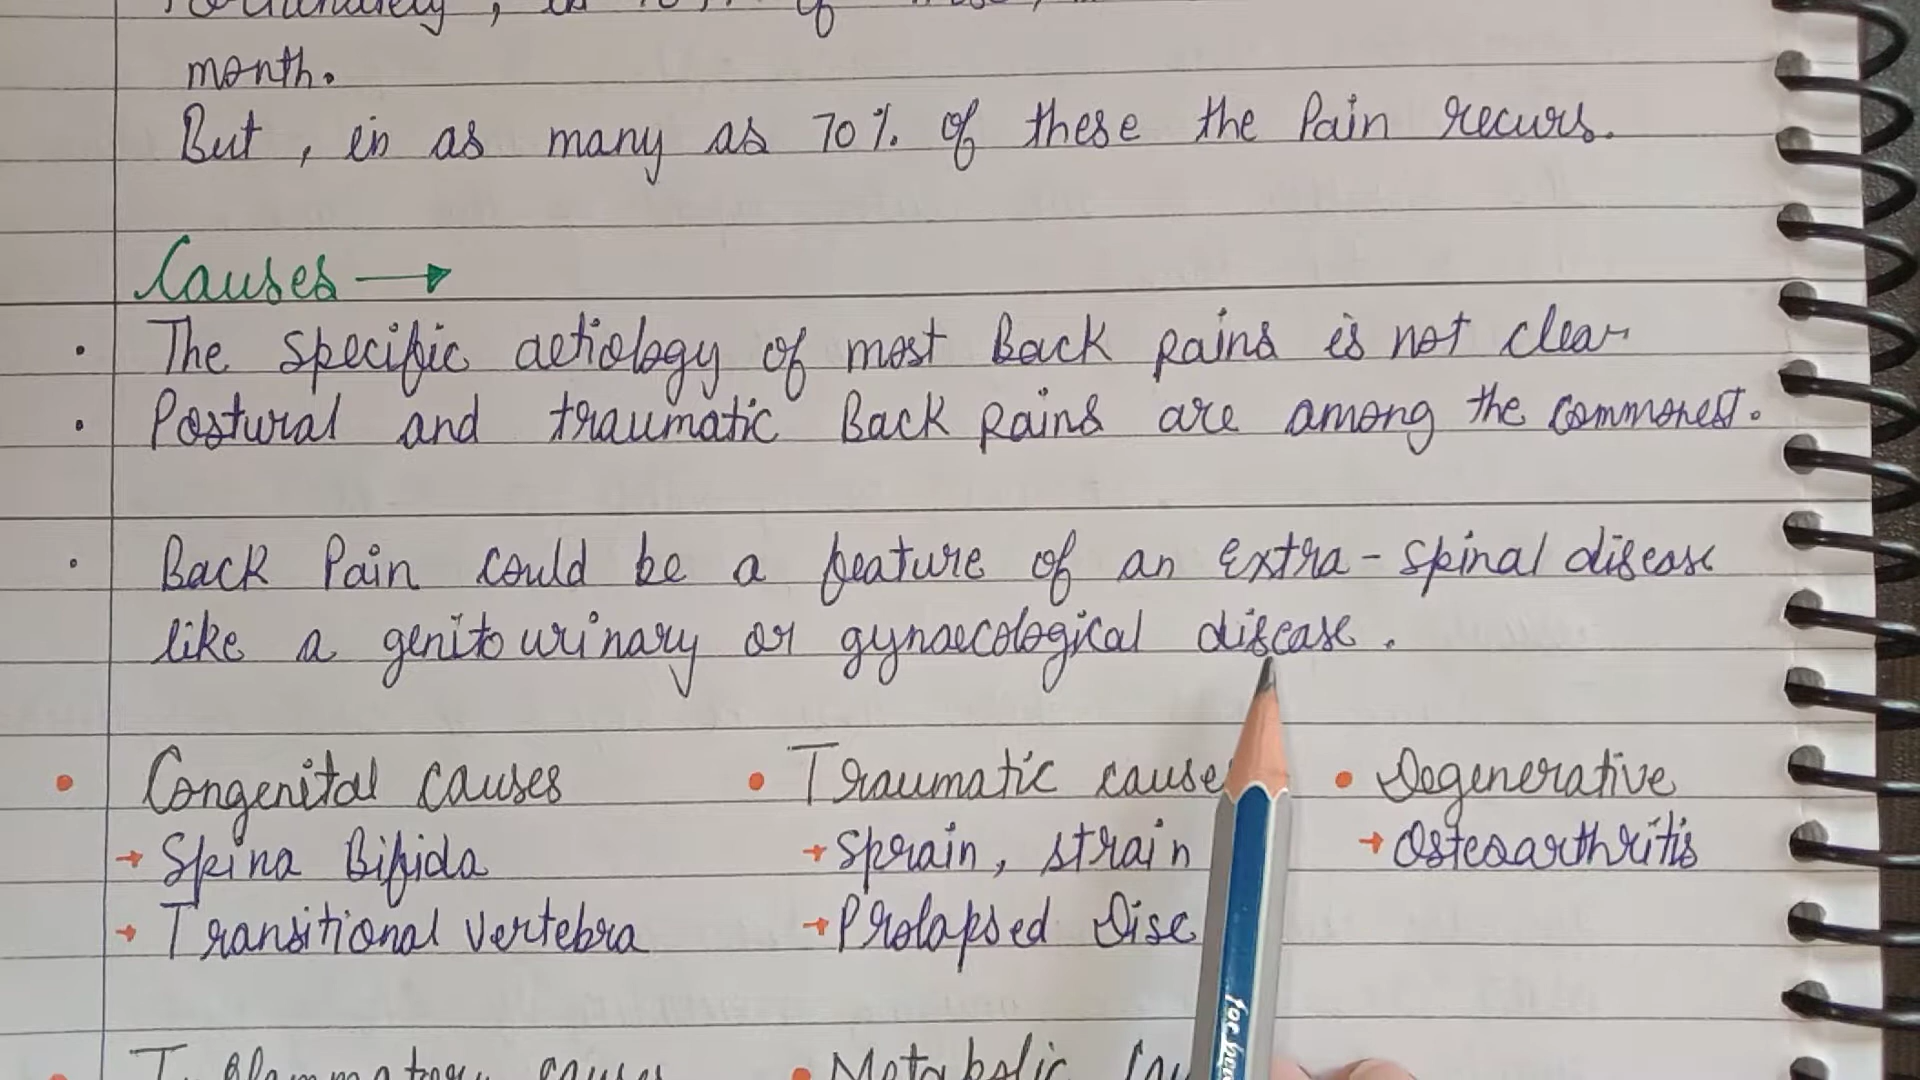 month.
But, in as many as 70%. of these the Pain recurs.
Causes →
• The specific aetiology of most Back pains is not clear
• Postural and traumatic Back pains are among the commonest.
• Back Pain could be a feature of an Extra-spinal disease
like a genitourinary or gynaecological disease.
• Congenital Causes • Traumatic cause • Degenerative
→ Spina Bifida → Sprain, strain → Osteoarthritis
→ Transitional vertebra → Prolapsed Disc
Inflammatory causes • Metabolic